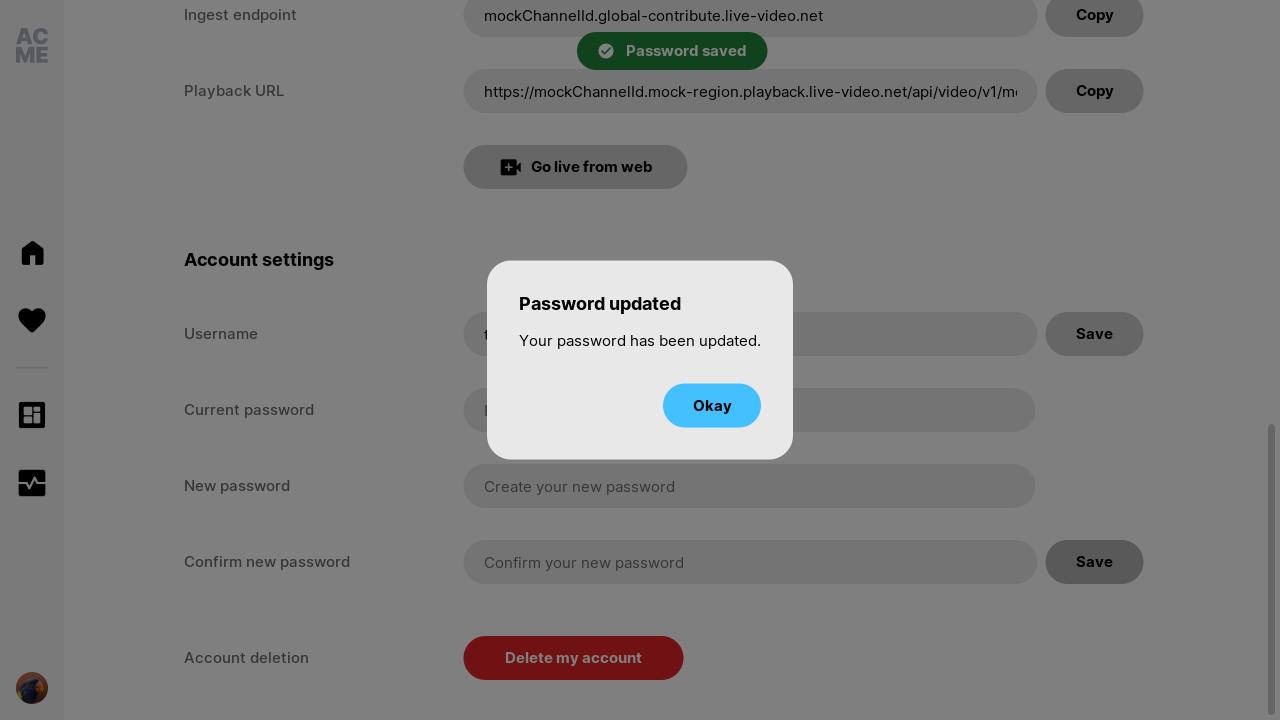 AC
ME
Ingest endpoint
mockChannelId.global-contribute.live-video.net
Copy
Password saved
Playback URL
https://mockChannelId.mock-region.playback.live-video.net/api/video/v1/mo
Copy
Go live from web
Account settings
Password updated
Your password has been updated.
Okay
Username
Save
Current password
New password
Create your new password
Confirm new password
Confirm your new password
Save
Account deletion
Delete my account